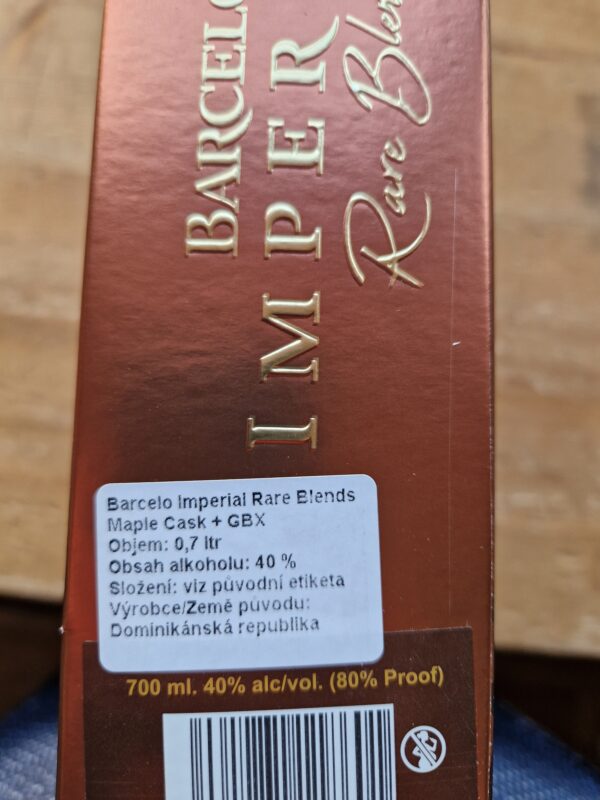 BARCELO
IMPER
Rare Blen
Barcelo Imperial Rare Blends
Maple Cask + GBX
Objem: 0,7 ltr
Obsah alkoholu: 40 %
Složení: viz původní etiketa
Výrobce/Země původu:
Dominikánská republika
700 ml. 40% alc/vol. (80% Proof)